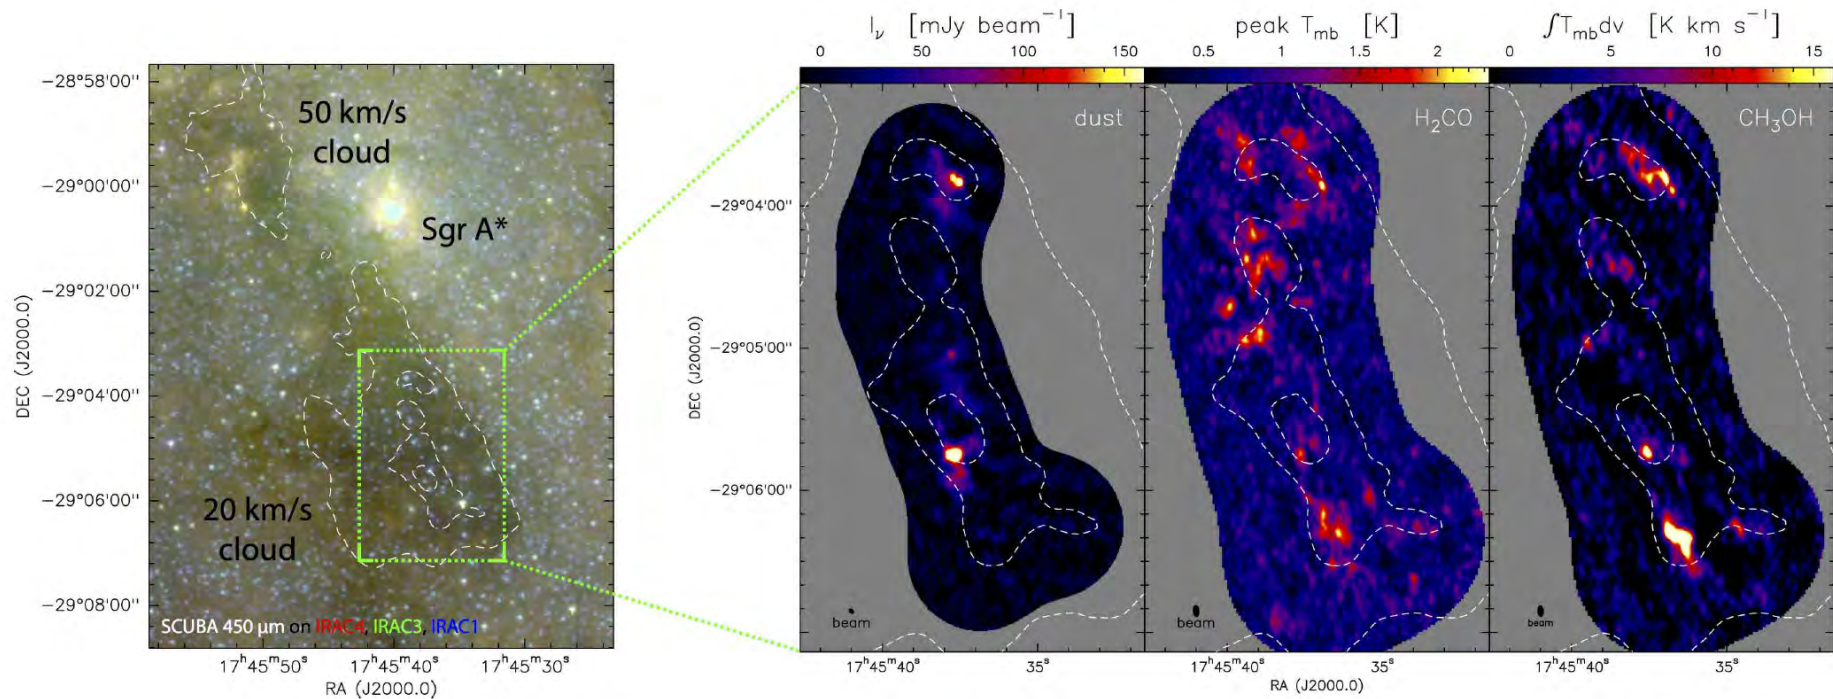 50 km/s
cloud
Sgr A*
20 km/s
cloud
SCUBA 450 μm on IRAC4, IRAC3, IRAC1
DEC (J2000.0)
−28°58'00"
−29°00'00"
−29°02'00"
−29°04'00"
−29°06'00"
−29°08'00"
17ʰ45ᵐ50ˢ 17ʰ45ᵐ40ˢ 17ʰ45ᵐ30ˢ
RA (J2000.0)
I_ν [mJy beam⁻¹]
0 50 100 150
dust
DEC (J2000.0)
−29°04'00"
−29°05'00"
−29°06'00"
beam
17ʰ45ᵐ40ˢ 35ˢ
peak T_mb [K]
0.5 1 1.5 2
H₂CO
beam
17ʰ45ᵐ40ˢ 35ˢ
RA (J2000.0)
∫T_mb dv [K km s⁻¹]
0 5 10 15
CH₃OH
beam
17ʰ45ᵐ40ˢ 35ˢ